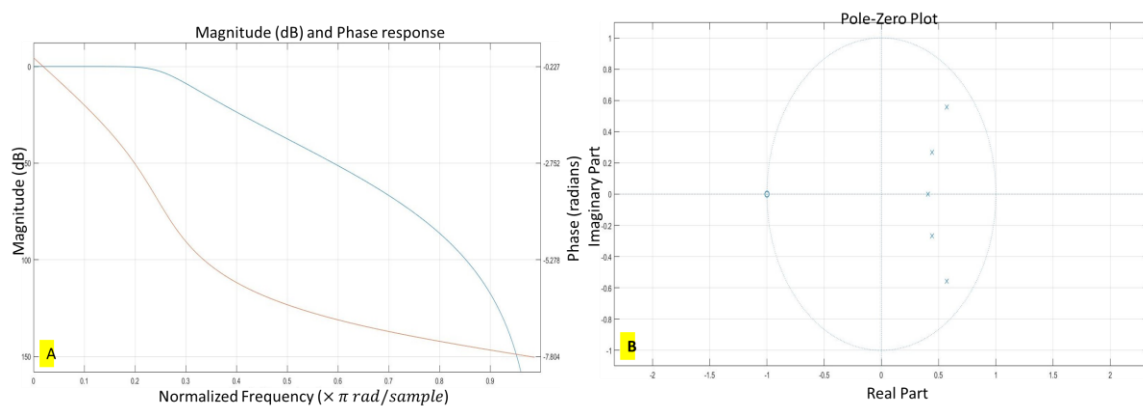 Magnitude (dB) and Phase response
Magnitude (dB)
0
50
100
150
-0.227
-2.752
-5.278
-7.804
Phase (radians)
A
0 0.1 0.2 0.3 0.4 0.5 0.6 0.7 0.8 0.9
Normalized Frequency (× π rad/sample)
Pole-Zero Plot
Imaginary Part
1
0.8
0.6
0.4
0.2
0
-0.2
-0.4
-0.6
-0.8
-1
B
-2 -1.5 -1 -0.5 0 0.5 1 1.5 2
Real Part